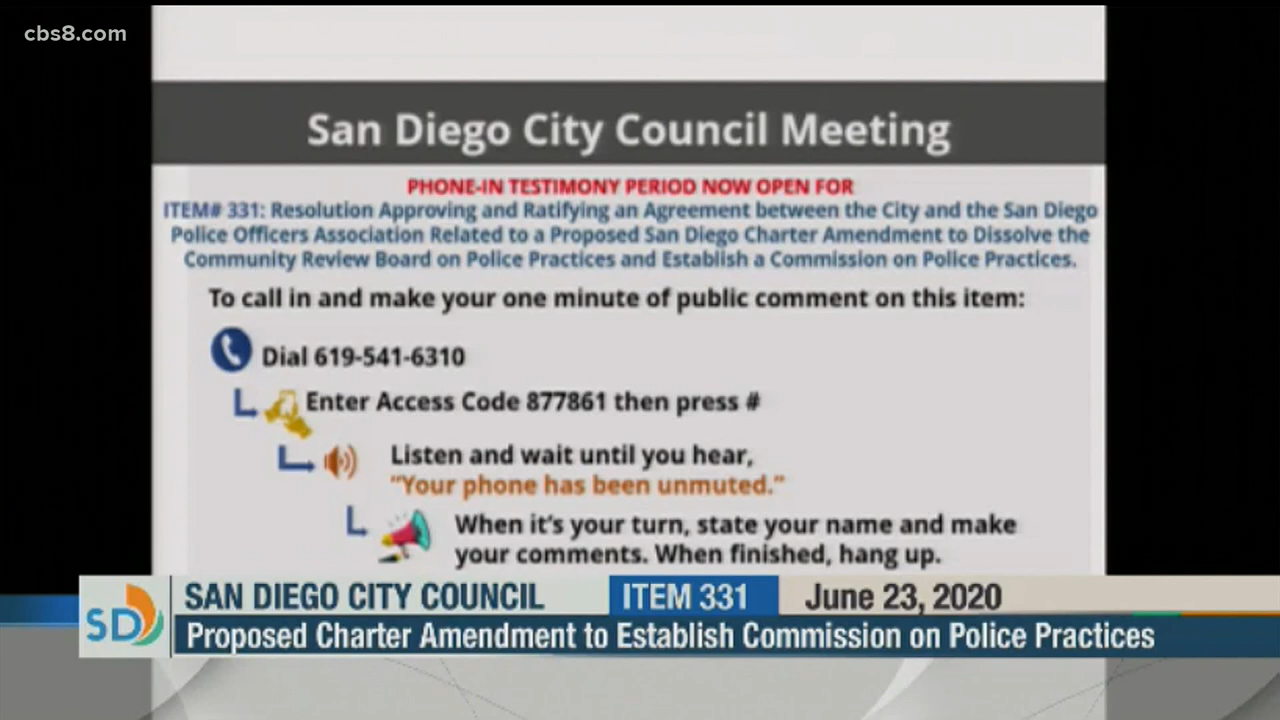 cbs8.com
San Diego City Council Meeting
PHONE-IN TESTIMONY PERIOD NOW OPEN FOR
ITEM# 331: Resolution Approving and Ratifying an Agreement between the City and the San Diego
Police Officers Association Related to a Proposed San Diego Charter Amendment to Dissolve the
Community Review Board on Police Practices and Establish a Commission on Police Practices.
To call in and make your one minute of public comment on this item:
Dial 619-541-6310
Enter Access Code 877861 then press #
Listen and wait until you hear,
"Your phone has been unmuted."
When it's your turn, state your name and make
your comments. When finished, hang up.
SD
SAN DIEGO CITY COUNCIL ITEM 331 June 23, 2020
Proposed Charter Amendment to Establish Commission on Police Practices